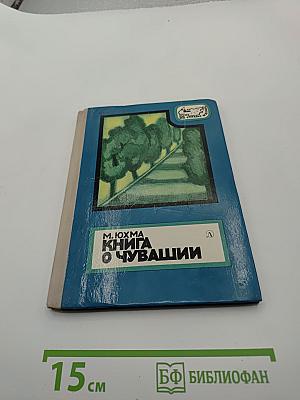 М. ЮХМА
КНИГА
О ЧУВАШИИ
15 см
БФ БИБЛИОФАН